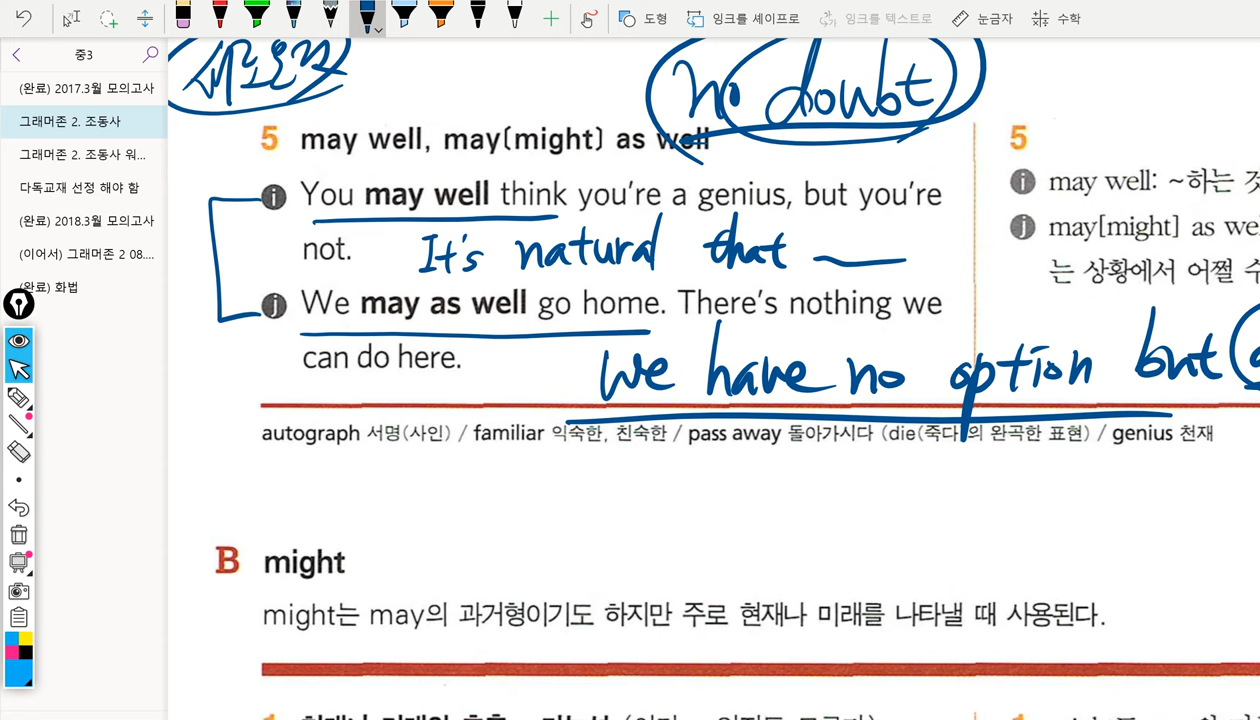 도형
잉크를 셰이프로
잉크를 텍스트로
눈금자
수학
중3
(완료) 2017.3월 모의고사
그래머존 2. 조동사
그래머존 2. 조동사 워...
다독교재 선정 해야 함
(완료) 2018.3월 모의고사
(이어서) 그래머존 2 08....
(완료) 화법
no doubt
5 may well, may(might) as well
i You may well think you're a genius, but you're
not. It's natural that
j We may as well go home. There's nothing we
can do here.
We have no option but
autograph 서명(사인) / familiar 익숙한, 친숙한 / pass away 돌아가시다 (die(죽다)의 완곡한 표현) / genius 천재
5
i may well: ~하는 것
j may[might] as well
는 상황에서 어쩔 수
B might
might는 may의 과거형이기도 하지만 주로 현재나 미래를 나타낼 때 사용된다.
1
1